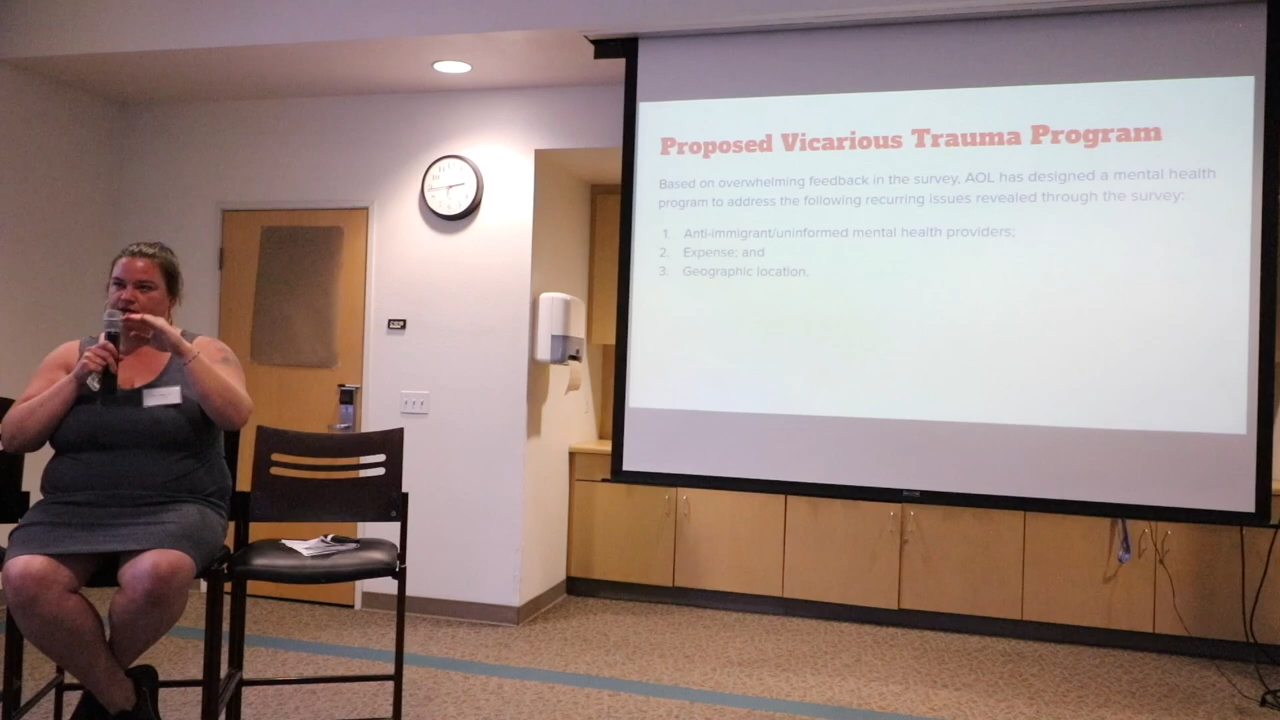 Proposed Vicarious Trauma Program
Based on overwhelming feedback in the survey, AOL has designed a mental health
program to address the following recurring issues revealed through the survey:
1. Anti-immigrant/uninformed mental health providers;
2. Expense; and
3. Geographic location.